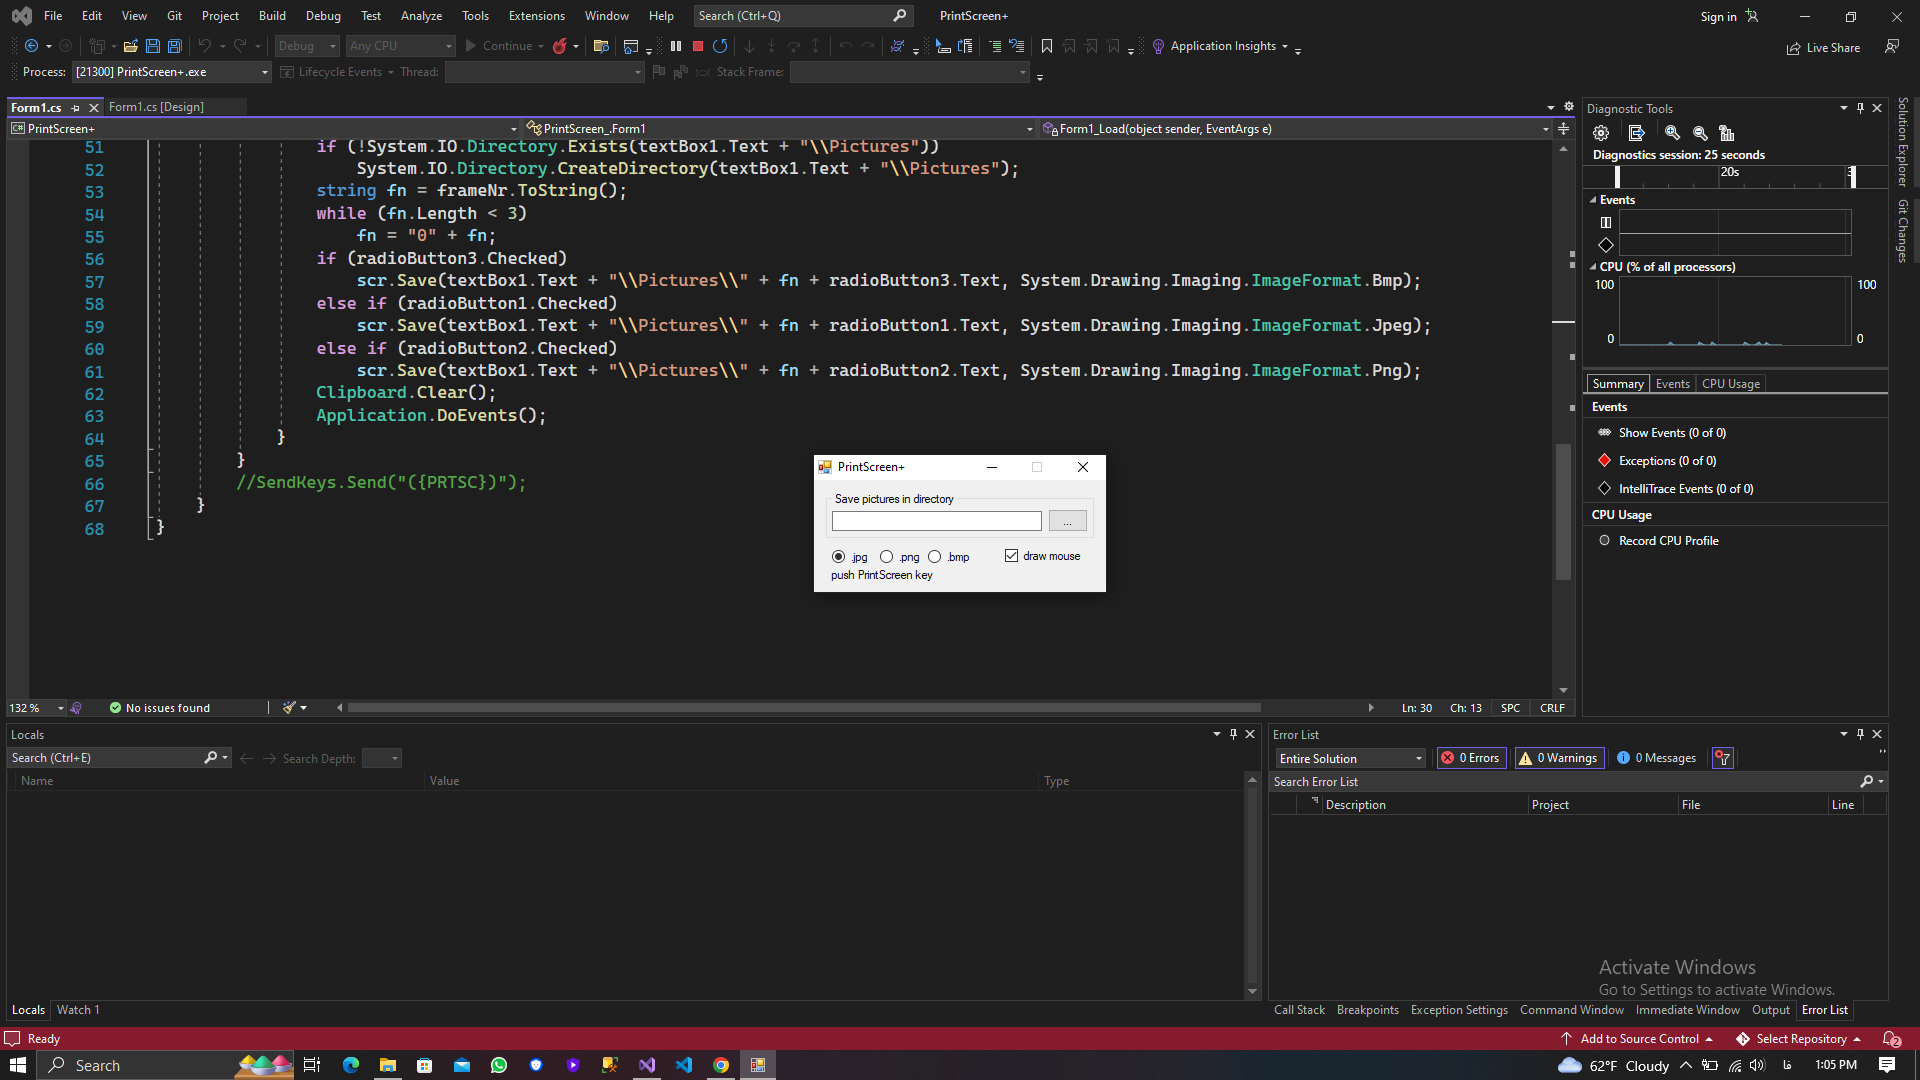 File Edit View Git Project Build Debug Test Analyze Tools Extensions Window Help Search (Ctrl+Q) PrintScreen+ Sign in
Debug Any CPU Continue Application Insights Live Share
Process: [21300] PrintScreen+.exe Lifecycle Events Thread: Stack Frame:
Form1.cs Form1.cs [Design]
PrintScreen+ PrintScreen_.Form1 Form1_Load(object sender, EventArgs e)
51 if (!System.IO.Directory.Exists(textBox1.Text + "\\Pictures"))
52 System.IO.Directory.CreateDirectory(textBox1.Text + "\\Pictures");
53 string fn = frameNr.ToString();
54 while (fn.Length < 3)
55 fn = "0" + fn;
56 if (radioButton3.Checked)
57 scr.Save(textBox1.Text + "\\Pictures\\" + fn + radioButton3.Text, System.Drawing.Imaging.ImageFormat.Bmp);
58 else if (radioButton1.Checked)
59 scr.Save(textBox1.Text + "\\Pictures\\" + fn + radioButton1.Text, System.Drawing.Imaging.ImageFormat.Jpeg);
60 else if (radioButton2.Checked)
61 scr.Save(textBox1.Text + "\\Pictures\\" + fn + radioButton2.Text, System.Drawing.Imaging.ImageFormat.Png);
62 Clipboard.Clear();
63 Application.DoEvents();
64 }
65 }
66 //SendKeys.Send("({PRTSC})");
67 }
68 }
PrintScreen+
Save pictures in directory
...
.jpg .png .bmp draw mouse
push PrintScreen key
132 % No issues found Ln: 30 Ch: 13 SPC CRLF
Diagnostic Tools
Diagnostics session: 25 seconds
20s
Events
CPU (% of all processors)
100 100
0 0
Summary Events CPU Usage
Events
Show Events (0 of 0)
Exceptions (0 of 0)
IntelliTrace Events (0 of 0)
CPU Usage
Record CPU Profile
Solution Explorer
Git Changes
Locals
Search (Ctrl+E) Search Depth:
Name Value Type
Locals Watch 1
Error List
Entire Solution 0 Errors 0 Warnings 0 Messages
Search Error List
Description Project File Line
Activate Windows
Go to Settings to activate Windows.
Call Stack Breakpoints Exception Settings Command Window Immediate Window Output Error List
Ready Add to Source Control Select Repository 2
Search 62°F Cloudy فا 1:05 PM